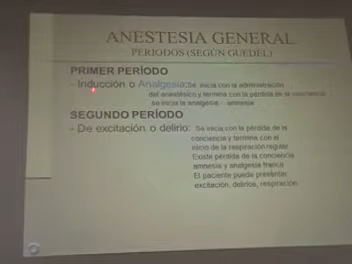 ANESTESIA GENERAL
PERIODOS (SEGÚN GUEDEL)
PRIMER PERÍODO
- Inducción o Analgesia: Se inicia con la administración
del anestésico y termina con la pérdida de la conciencia
se inicia la analgesia - amnesia
SEGUNDO PERÍODO
- De excitación o delirio: Se inicia con la pérdida de la
conciencia y termina con el
inicio de la respiración regular
Existe pérdida de la conciencia
amnesia y analgesia franca
El paciente puede presentar:
excitación, delirios, respiración